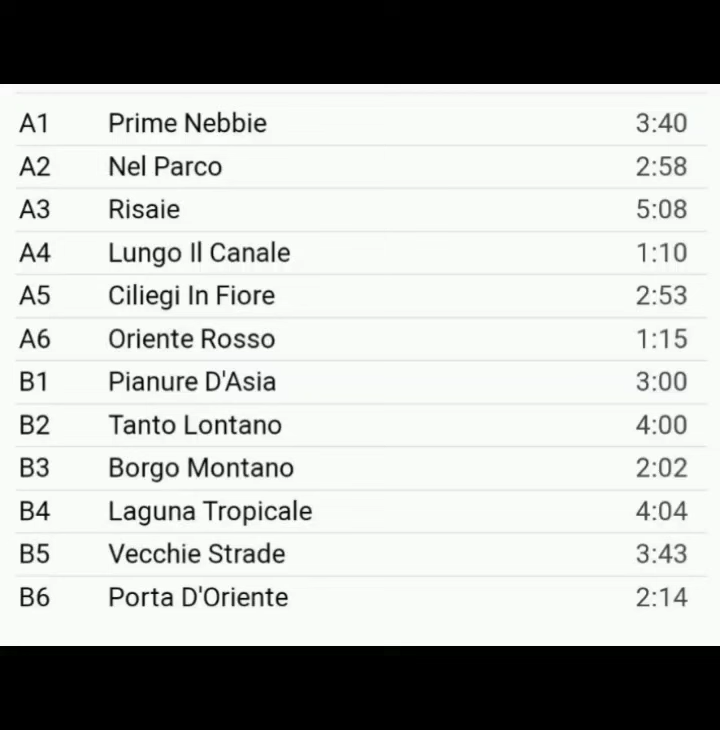 A1 Prime Nebbie 3:40
A2 Nel Parco 2:58
A3 Risaie 5:08
A4 Lungo Il Canale 1:10
A5 Ciliegi In Fiore 2:53
A6 Oriente Rosso 1:15
B1 Pianure D'Asia 3:00
B2 Tanto Lontano 4:00
B3 Borgo Montano 2:02
B4 Laguna Tropicale 4:04
B5 Vecchie Strade 3:43
B6 Porta D'Oriente 2:14